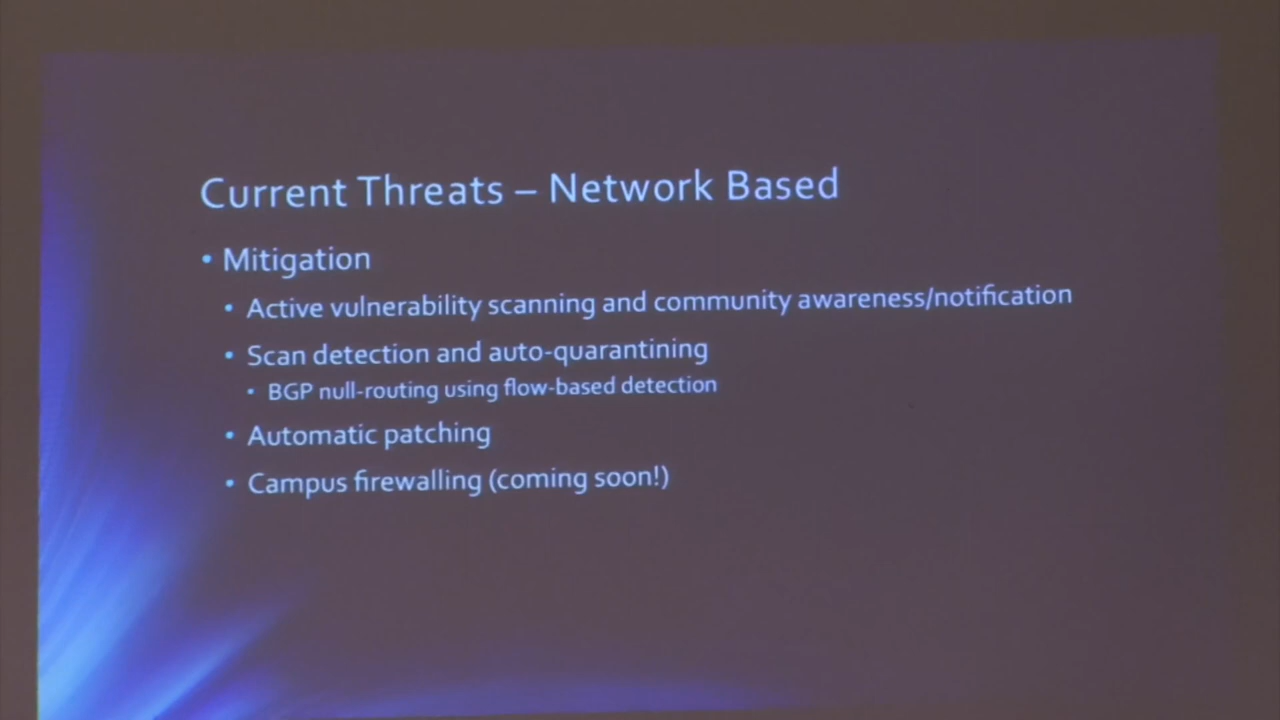 Current Threats – Network Based
• Mitigation
• Active vulnerability scanning and community awareness/notification
• Scan detection and auto-quarantining
• BGP null-routing using flow-based detection
• Automatic patching
• Campus firewalling (coming soon!)